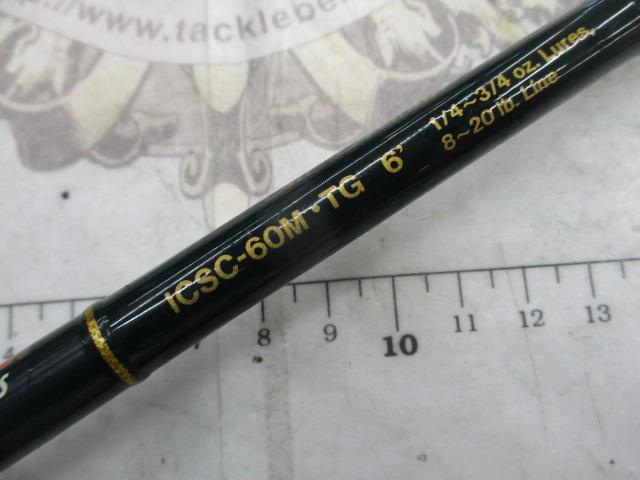 http://www.tacklebe
ICSC-60M·TG 6' 1/4~3/4 oz. Lures,
8~20 lb. Line
8 9 10 11 12 13